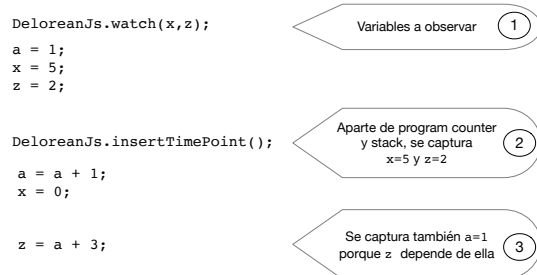 DeloreanJs.watch(x,z);
Variables a observar
1
a = 1;
x = 5;
z = 2;
DeloreanJs.insertTimePoint();
Aparte de program counter
y stack, se captura
x=5 y z=2
2
a = a + 1;
x = 0;
z = a + 3;
Se captura también a=1
porque z depende de ella
3